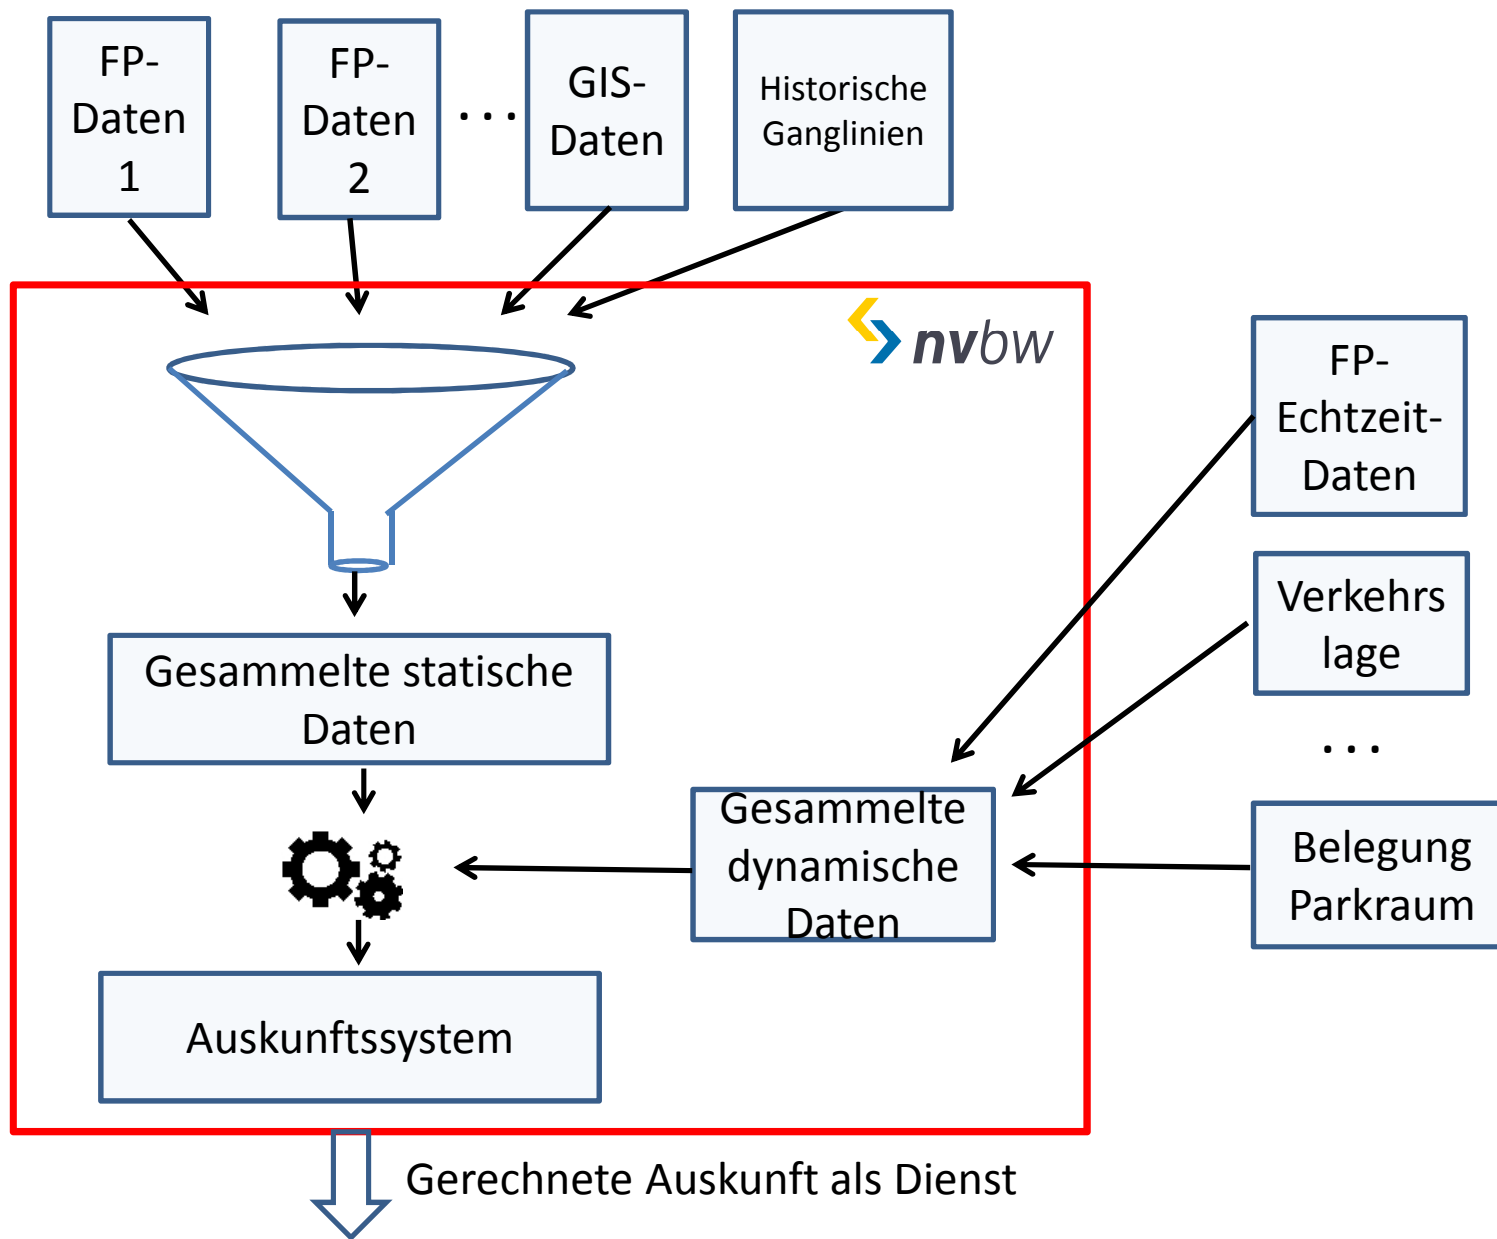 FP-
Daten
1
FP-
Daten
2
...
GIS-
Daten
Historische
Ganglinien
nvbw
FP-
Echtzeit-
Daten
Verkehrs
lage
...
Belegung
Parkraum
Gesammelte statische
Daten
Gesammelte
dynamische
Daten
Auskunftssystem
Gerechnete Auskunft als Dienst